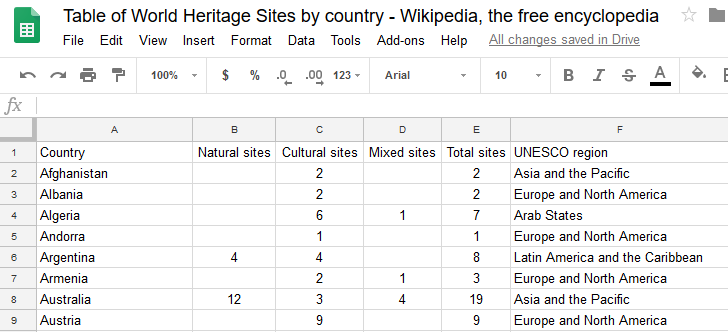 Table of World Heritage Sites by country - Wikipedia, the free encyclopedia
File Edit View Insert Format Data Tools Add-ons Help All changes saved in Drive
100% $ % .0 .00 123 Arial 10 B I S A
fx
A B C D E F
1 Country Natural sites Cultural sites Mixed sites Total sites UNESCO region
2 Afghanistan 2 2 Asia and the Pacific
3 Albania 2 2 Europe and North America
4 Algeria 6 1 7 Arab States
5 Andorra 1 1 Europe and North America
6 Argentina 4 4 8 Latin America and the Caribbean
7 Armenia 2 1 3 Europe and North America
8 Australia 12 3 4 19 Asia and the Pacific
9 Austria 9 9 Europe and North America